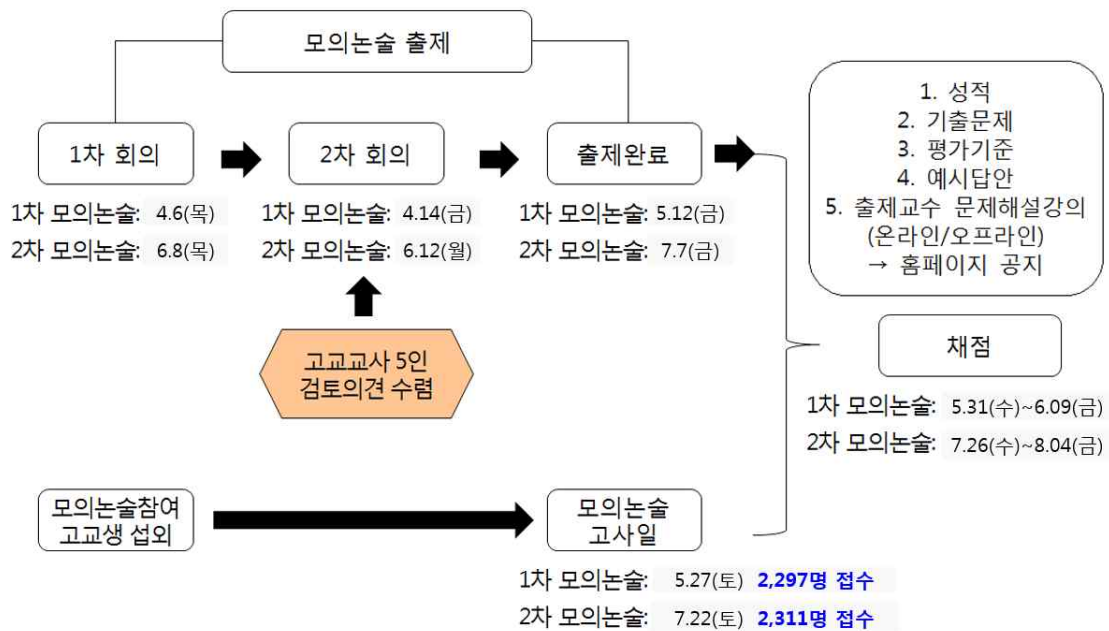 모의논술 출제
1차 회의
2차 회의
출제완료
1차 모의논술: 4.6(목)
2차 모의논술: 6.8(목)
1차 모의논술: 4.14(금)
2차 모의논술: 6.12(월)
1차 모의논술: 5.12(금)
2차 모의논술: 7.7(금)
고교교사 5인
검토의견 수렴
1. 성적
2. 기출문제
3. 평가기준
4. 예시답안
5. 출제교수 문제해설강의
(온라인/오프라인)
→ 홈페이지 공지
채점
1차 모의논술: 5.31(수)~6.09(금)
2차 모의논술: 7.26(수)~8.04(금)
모의논술참여
고교생 섭외
모의논술
고사일
1차 모의논술: 5.27(토) 2,297명 접수
2차 모의논술: 7.22(토) 2,311명 접수